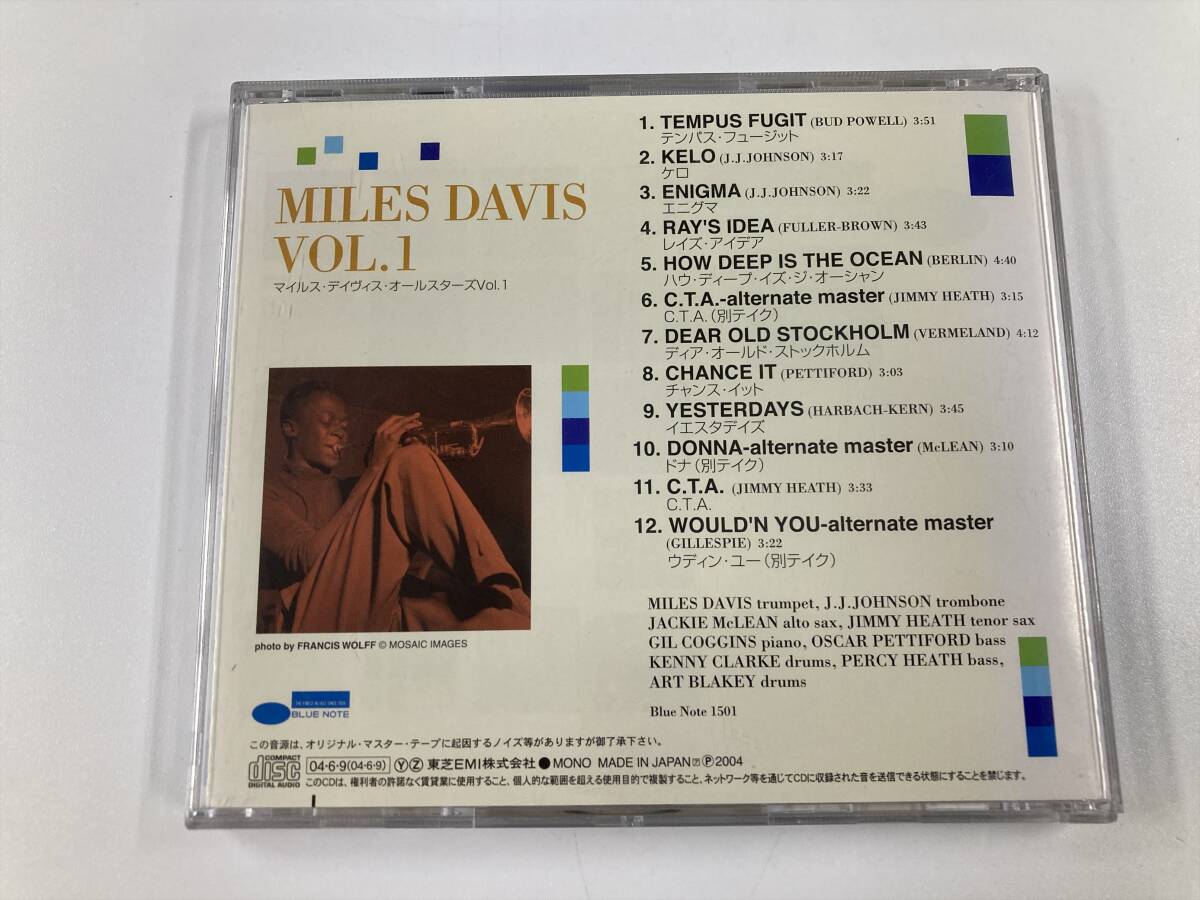 MILES DAVIS
VOL.1
マイルス・デイヴィス・オールスターズVol.1
photo by FRANCIS WOLFF © MOSAIC IMAGES
1. TEMPUS FUGIT (BUD POWELL) 3:51
テンパス・フュージット
2. KELO (J.J.JOHNSON) 3:17
ケロ
3. ENIGMA (J.J.JOHNSON) 3:22
エニグマ
4. RAY'S IDEA (FULLER-BROWN) 3:43
レイズ・アイデア
5. HOW DEEP IS THE OCEAN (BERLIN) 4:40
ハウ・ディープ・イズ・ジ・オーシャン
6. C.T.A.-alternate master (JIMMY HEATH) 3:15
C.T.A.(別テイク)
7. DEAR OLD STOCKHOLM (VERMELAND) 4:12
ディア・オールド・ストックホルム
8. CHANCE IT (PETTIFORD) 3:03
チャンス・イット
9. YESTERDAYS (HARBACH-KERN) 3:45
イエスタデイズ
10. DONNA-alternate master (McLEAN) 3:10
ドナ(別テイク)
11. C.T.A. (JIMMY HEATH) 3:33
C.T.A.
12. WOULD'N YOU-alternate master
(GILLESPIE) 3:22
ウディン・ユー(別テイク)
MILES DAVIS trumpet, J.J.JOHNSON trombone
JACKIE McLEAN alto sax, JIMMY HEATH tenor sax
GIL COGGINS piano, OSCAR PETTIFORD bass
KENNY CLARKE drums, PERCY HEATH bass,
ART BLAKEY drums
Blue Note 1501
THE FINEST IN JAZZ SINCE 1939
BLUE NOTE
この音源は、オリジナル・マスター・テープに起因するノイズ等がありますが御了承下さい。
COMPACT
disc
DIGITAL AUDIO
04・6・9(04・6・9) Ⓨ Ⓩ 東芝EMI株式会社 ● MONO MADE IN JAPAN Ⓟ2004
このCDは、権利者の許諾なく賃貸業に使用すること、個人的な範囲を超える使用目的で複製すること、ネットワーク等を通じてCDに収録された音を送信できる状態にすることを禁じます。